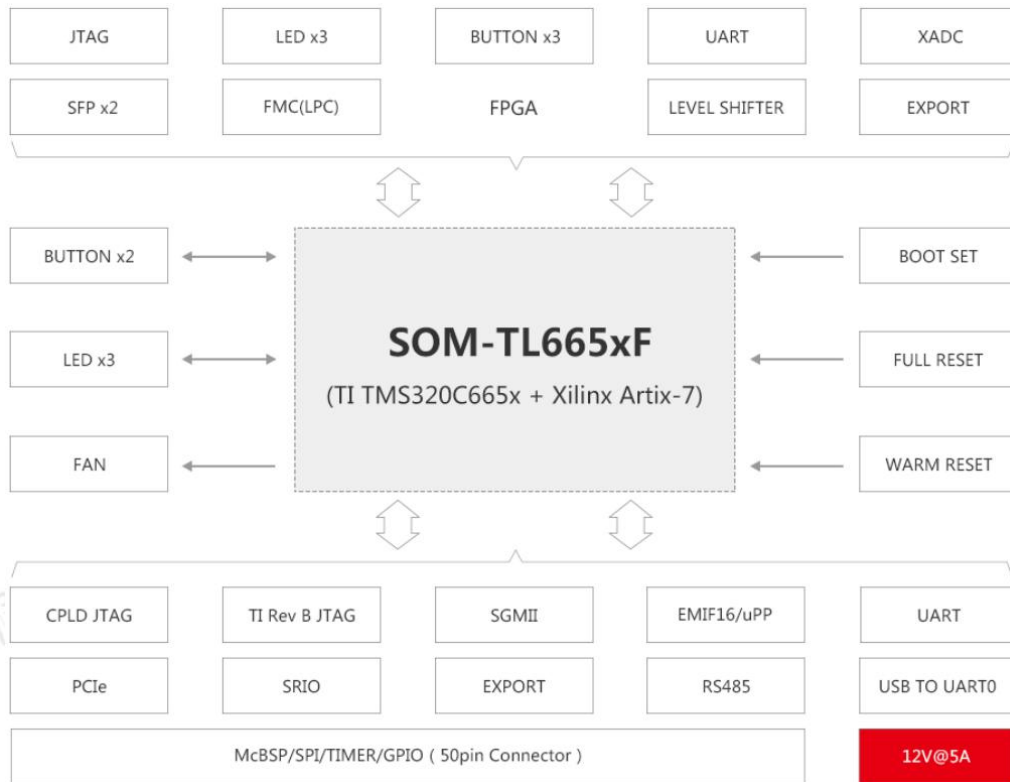 JTAG
LED x3
BUTTON x3
UART
XADC
SFP x2
FMC(LPC)
FPGA
LEVEL SHIFTER
EXPORT
BUTTON x2
BOOT SET
SOM-TL665xF
LED x3
FULL RESET
(TI TMS320C665x + Xilinx Artix-7)
FAN
WARM RESET
CPLD JTAG
TI Rev B JTAG
SGMII
EMIF16/uPP
UART
PCIe
SRIO
EXPORT
RS485
USB TO UART0
McBSP/SPI/TIMER/GPIO ( 50pin Connector )
12V@5A